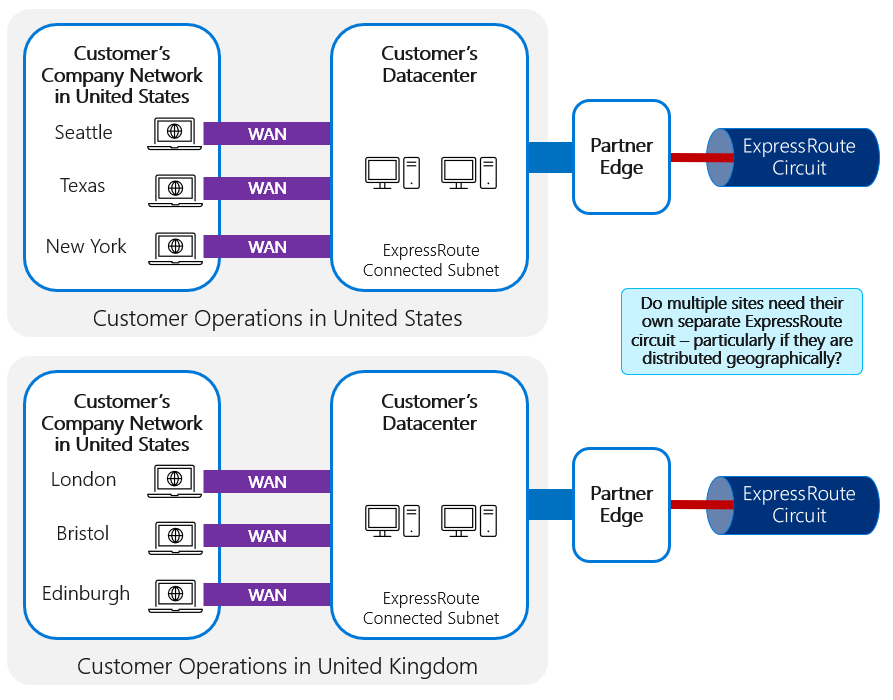 Customer’s
Company Network
in United States
Seattle
WAN
Texas
WAN
New York
WAN
Customer’s
Datacenter
ExpressRoute
Connected Subnet
Customer Operations in United States
Partner
Edge
ExpressRoute
Circuit
Do multiple sites need their
own separate ExpressRoute
circuit – particularly if they are
distributed geographically?
Customer’s
Company Network
in United States
London
WAN
Bristol
WAN
Edinburgh
WAN
Customer’s
Datacenter
ExpressRoute
Connected Subnet
Customer Operations in United Kingdom
Partner
Edge
ExpressRoute
Circuit